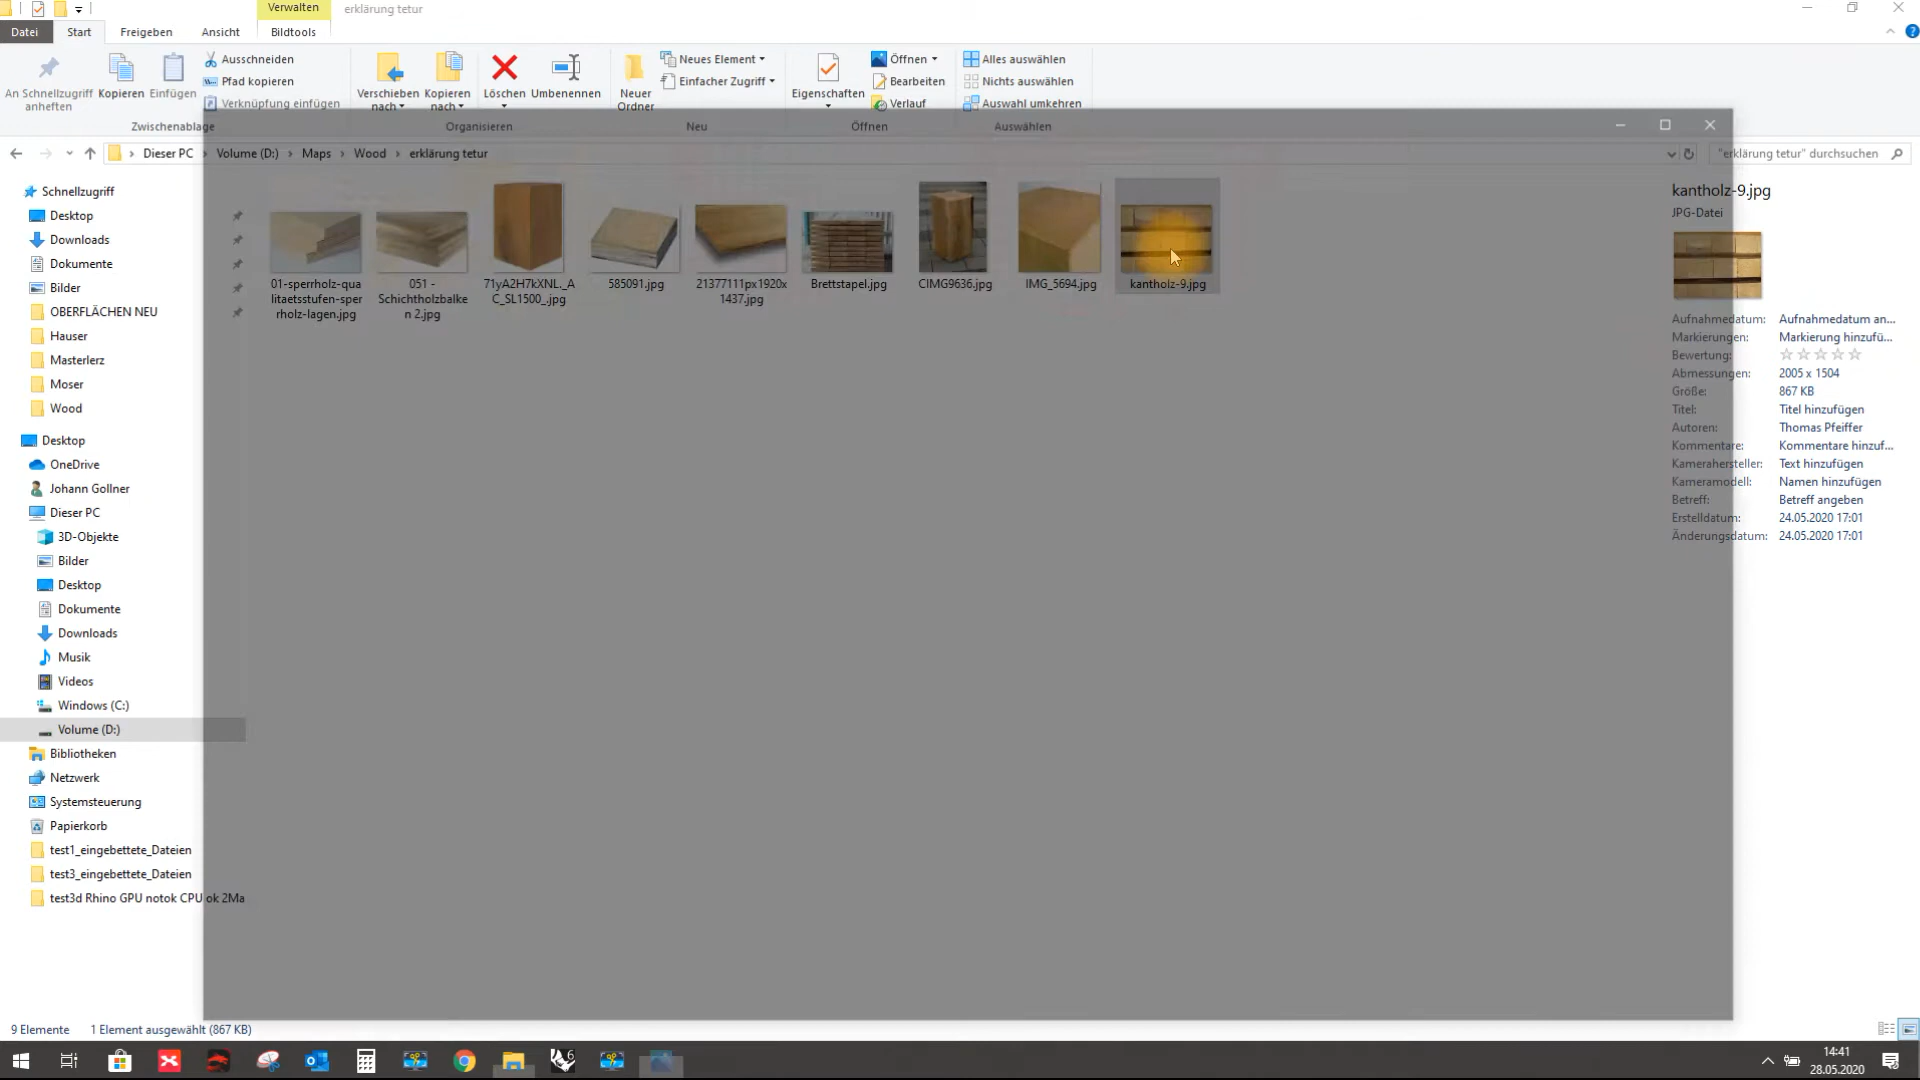 Verwalten
erklärung tetur
Datei
Start
Freigeben
Ansicht
Bildtools
An Schnellzugriff
anheften
Kopieren
Einfügen
Ausschneiden
Pfad kopieren
Verknüpfung einfügen
Zwischenablage
Verschieben
nach
Kopieren
nach
Löschen
Umbenennen
Organisieren
Neuer
Ordner
Neues Element
Einfacher Zugriff
Neu
Eigenschaften
Öffnen
Bearbeiten
Verlauf
Öffnen
Alles auswählen
Nichts auswählen
Auswahl umkehren
Auswählen
Dieser PC
Volume (D:)
Maps
Wood
erklärung tetur
"erklärung tetur" durchsuchen
Schnellzugriff
Desktop
Downloads
Dokumente
Bilder
OBERFLÄCHEN NEU
Hauser
Masterlerz
Moser
Wood
Desktop
OneDrive
Johann Gollner
Dieser PC
3D-Objekte
Bilder
Desktop
Dokumente
Downloads
Musik
Videos
Windows (C:)
Volume (D:)
Bibliotheken
Netzwerk
Systemsteuerung
Papierkorb
test1_eingebettete_Dateien
test3_eingebettete_Dateien
test3d Rhino GPU notok CPU ok 2Ma
01-sperrholz-qua
litaetsstufen-sper
rholz-lagen.jpg
051 -
Schichtholzbalke
n 2.jpg
71yA2H7kXNL._A
C_SL1500_.jpg
585091.jpg
21377111px1920x
1437.jpg
Brettstapel.jpg
CIMG9636.jpg
IMG_5694.jpg
kantholz-9.jpg
kantholz-9.jpg
JPG-Datei
Aufnahmedatum: Aufnahmedatum an...
Markierungen: Markierung hinzufü...
Bewertung:
Abmessungen: 2005 x 1504
Größe: 867 KB
Titel: Titel hinzufügen
Autoren: Thomas Pfeiffer
Kommentare: Kommentare hinzuf...
Kamerahersteller: Text hinzufügen
Kameramodell: Namen hinzufügen
Betreff: Betreff angeben
Erstelldatum: 24.05.2020 17:01
Änderungsdatum: 24.05.2020 17:01
9 Elemente
1 Element ausgewählt (867 KB)
6
14:41
28.05.2020